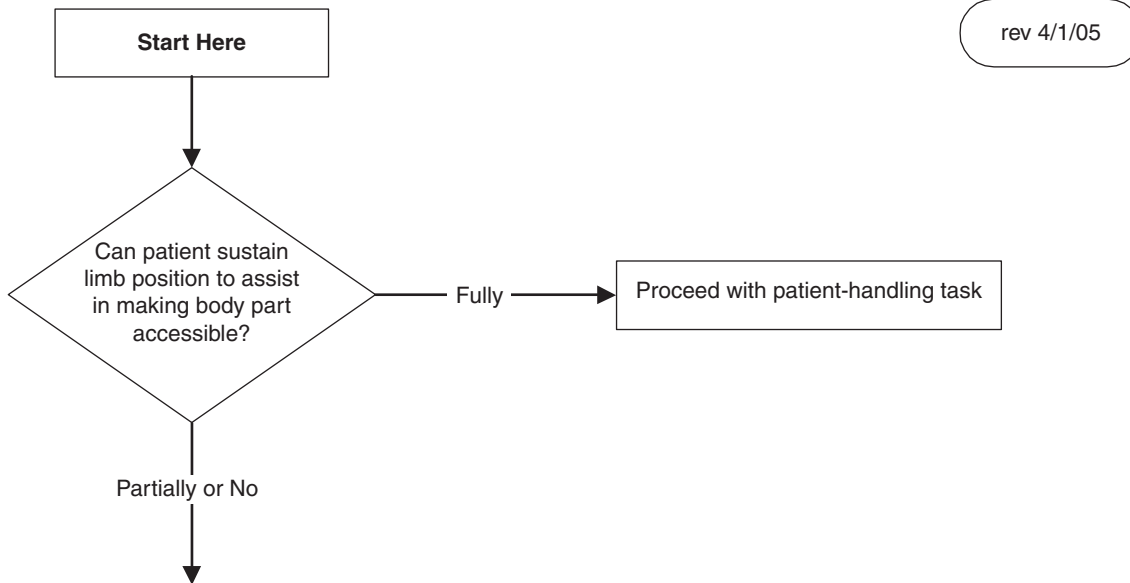 Start Here
rev 4/1/05
Can patient sustain
limb position to assist
in making body part
accessible?
Fully
Proceed with patient-handling task
Partially or No